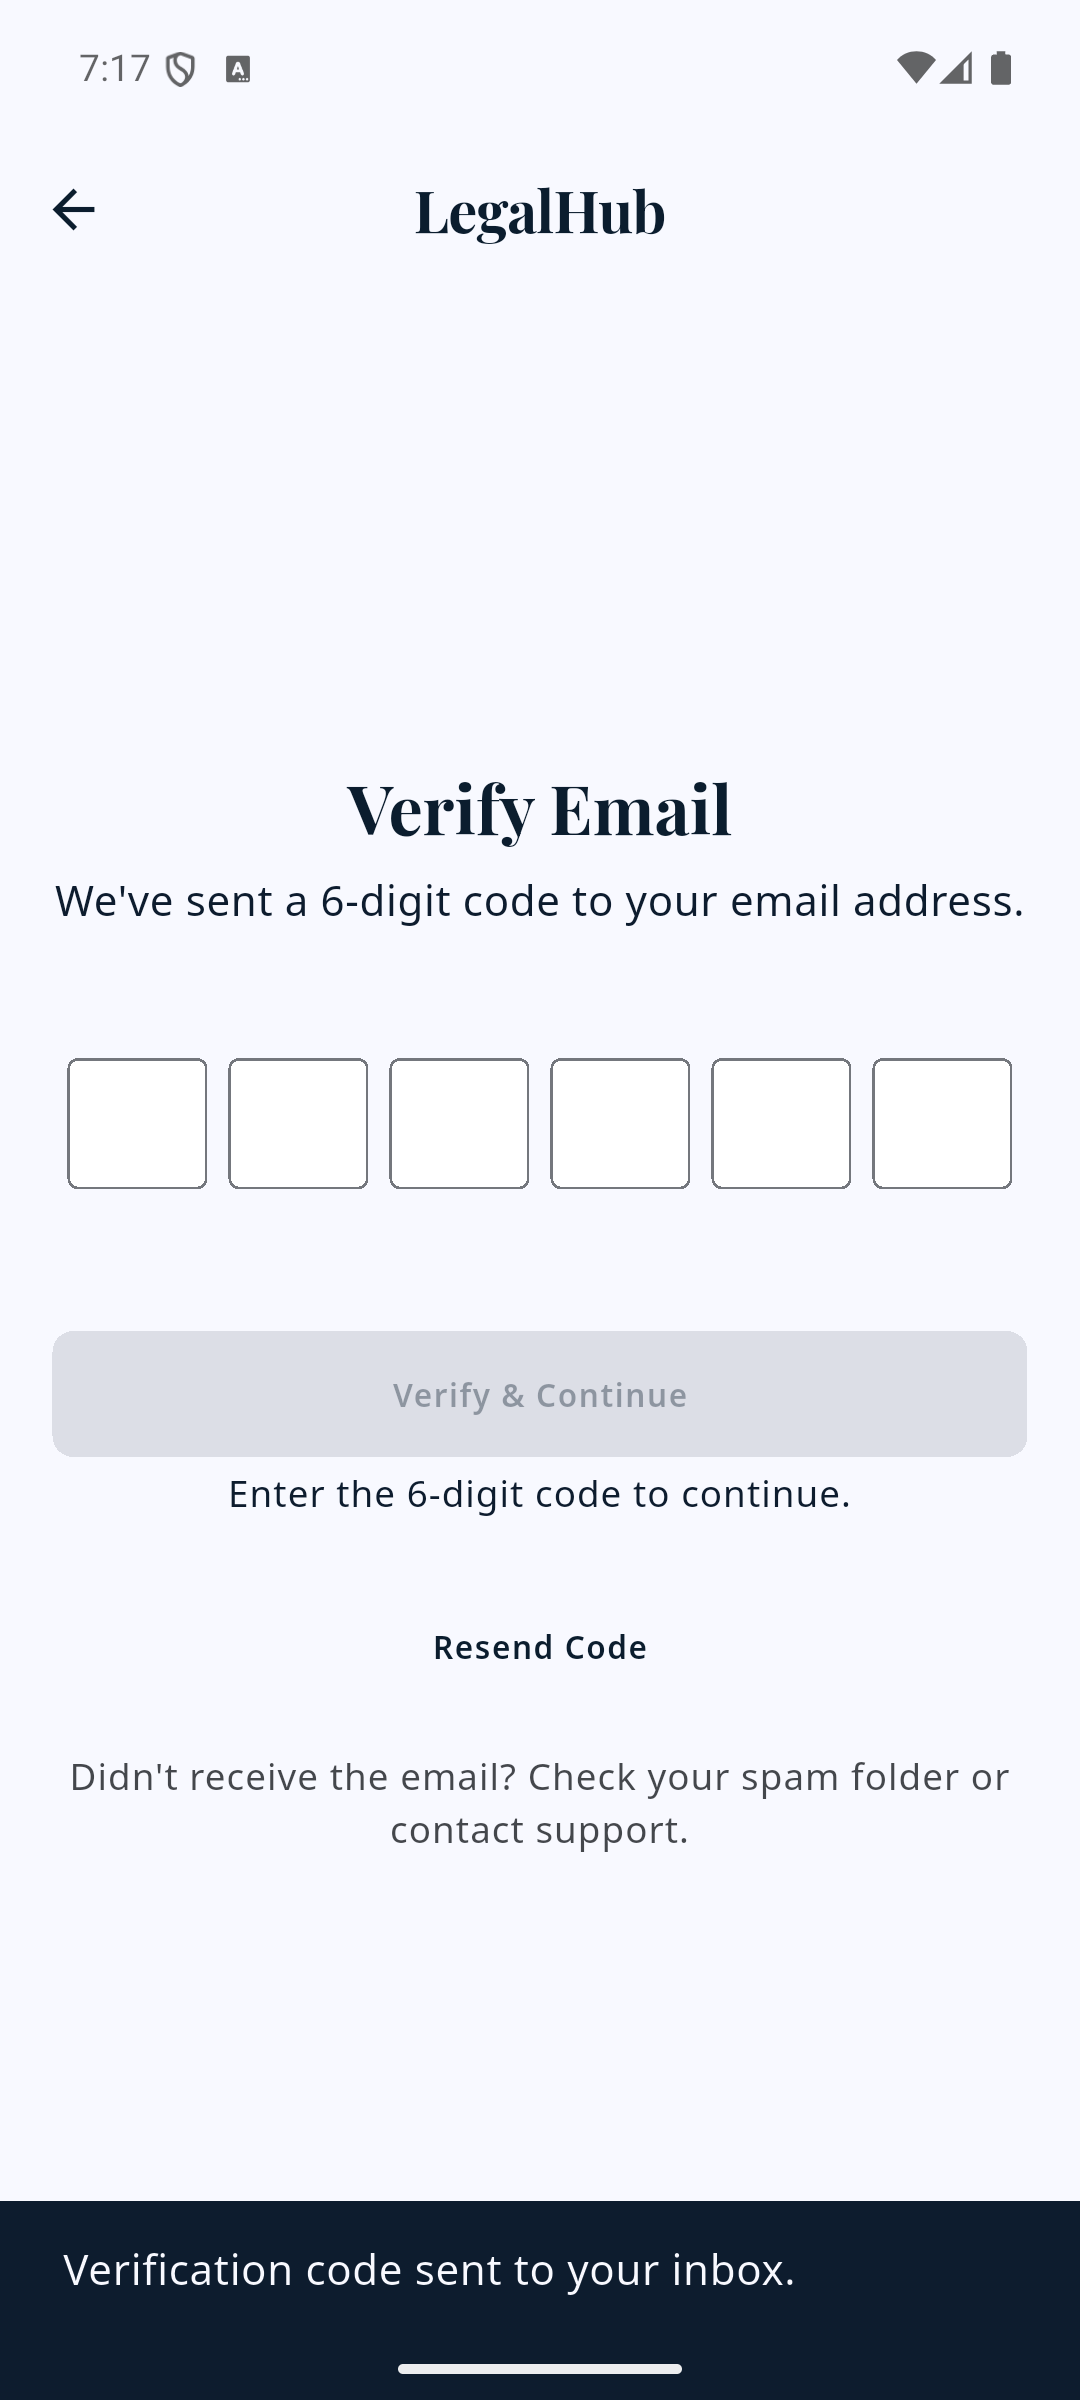 7:17
LegalHub
Verify Email
We've sent a 6-digit code to your email address.
Verify & Continue
Enter the 6-digit code to continue.
Resend Code
Didn't receive the email? Check your spam folder or
contact support.
Verification code sent to your inbox.